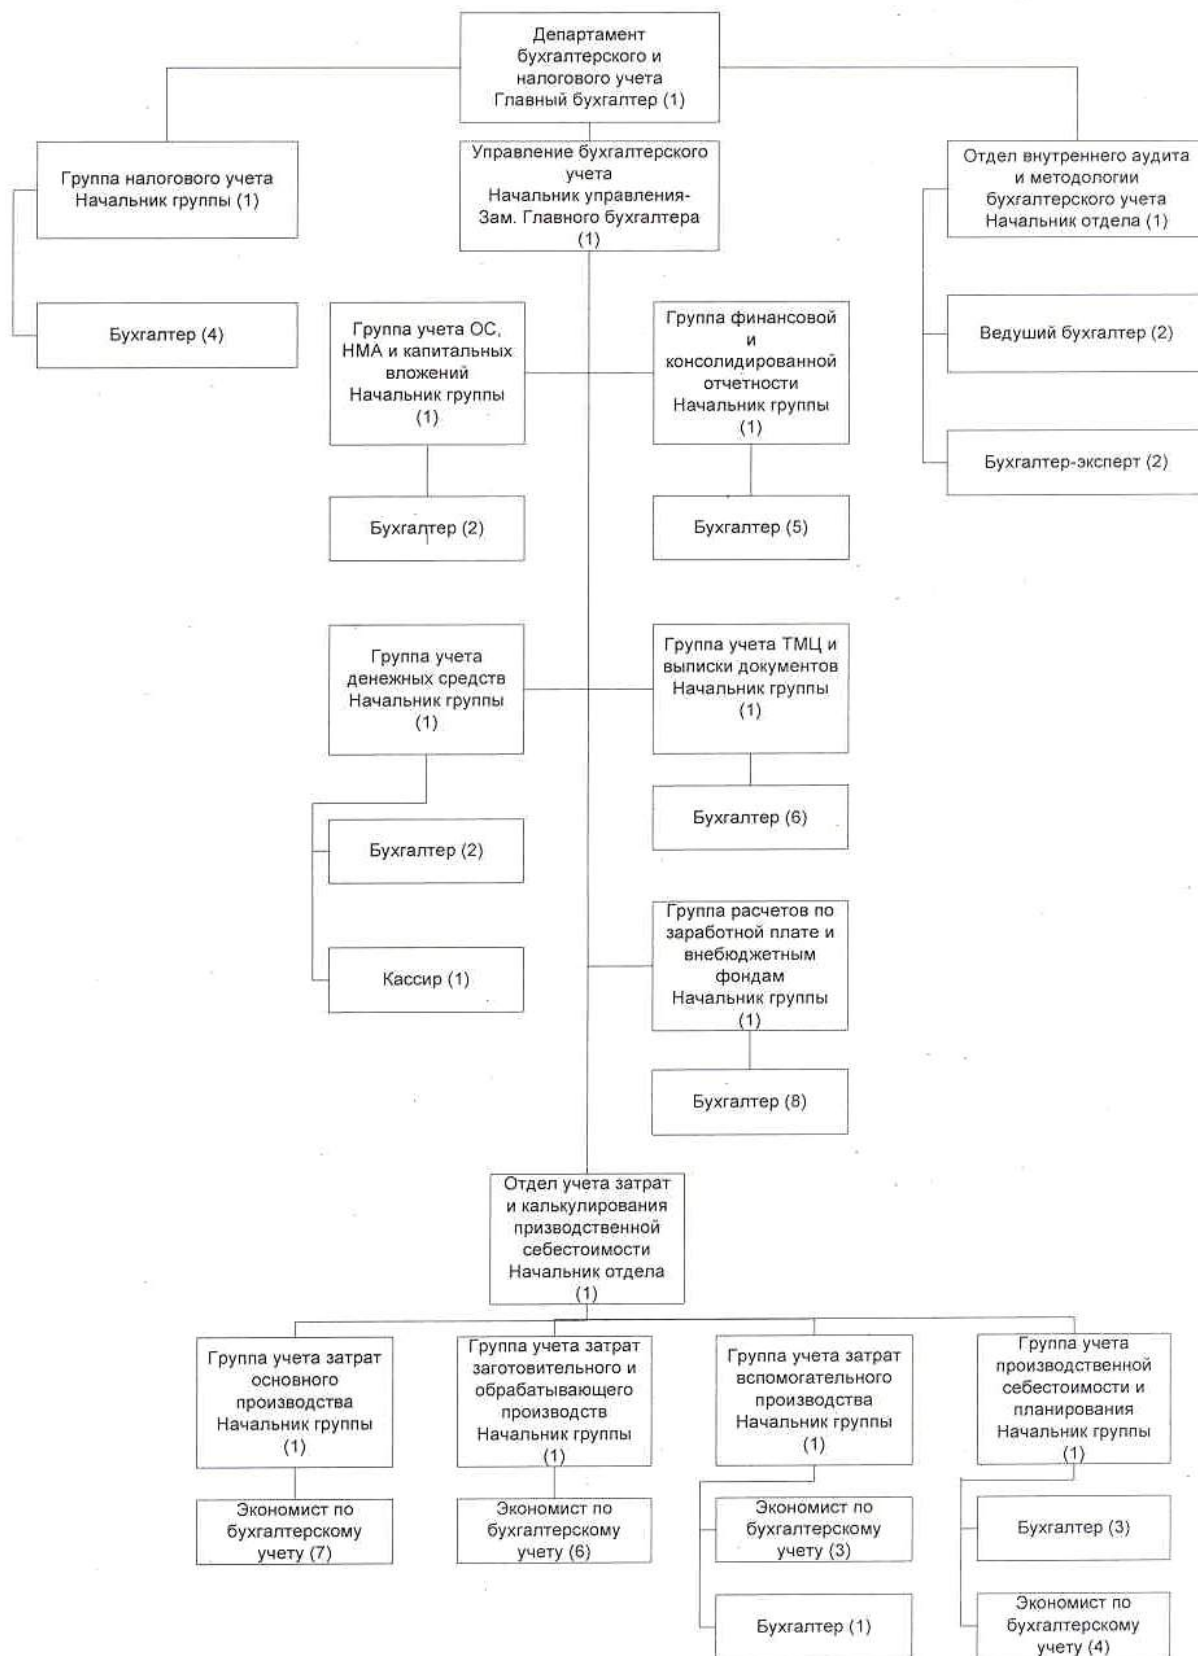 Департамент
бухгалтерского и
налогового учета
Главный бухгалтер (1)
Группа налогового учета
Начальник группы (1)
Бухгалтер (4)
Управление бухгалтерского
учета
Начальник управления-
Зам. Главного бухгалтера
(1)
Отдел внутреннего аудита
и методологии
бухгалтерского учета
Начальник отдела (1)
Ведуший бухгалтер (2)
Бухгалтер-эксперт (2)
Группа учета ОС,
НМА и капитальных
вложений
Начальник группы
(1)
Бухгалтер (2)
Группа финансовой
и
консолидированной
отчетности
Начальник группы
(1)
Бухгалтер (5)
Группа учета
денежных средств
Начальник группы
(1)
Бухгалтер (2)
Кассир (1)
Группа учета ТМЦ и
выписки документов
Начальник группы
(1)
Бухгалтер (6)
Группа расчетов по
заработной плате и
внебюджетным
фондам
Начальник группы
(1)
Бухгалтер (8)
Отдел учета затрат
и калькулирования
призводственной
себестоимости
Начальник отдела
(1)
Группа учета затрат
основного
производства
Начальник группы
(1)
Экономист по
бухгалтерскому
учету (7)
Группа учета затрат
заготовительного и
обрабатывающего
производств
Начальник группы
(1)
Экономист по
бухгалтерскому
учету (6)
Группа учета затрат
вспомогательного
производства
Начальник группы
(1)
Экономист по
бухгалтерскому
учету (3)
Бухгалтер (1)
Группа учета
производственной
себестоимости и
планирования
Начальник группы
(1)
Бухгалтер (3)
Экономист по
бухгалтерскому
учету (4)